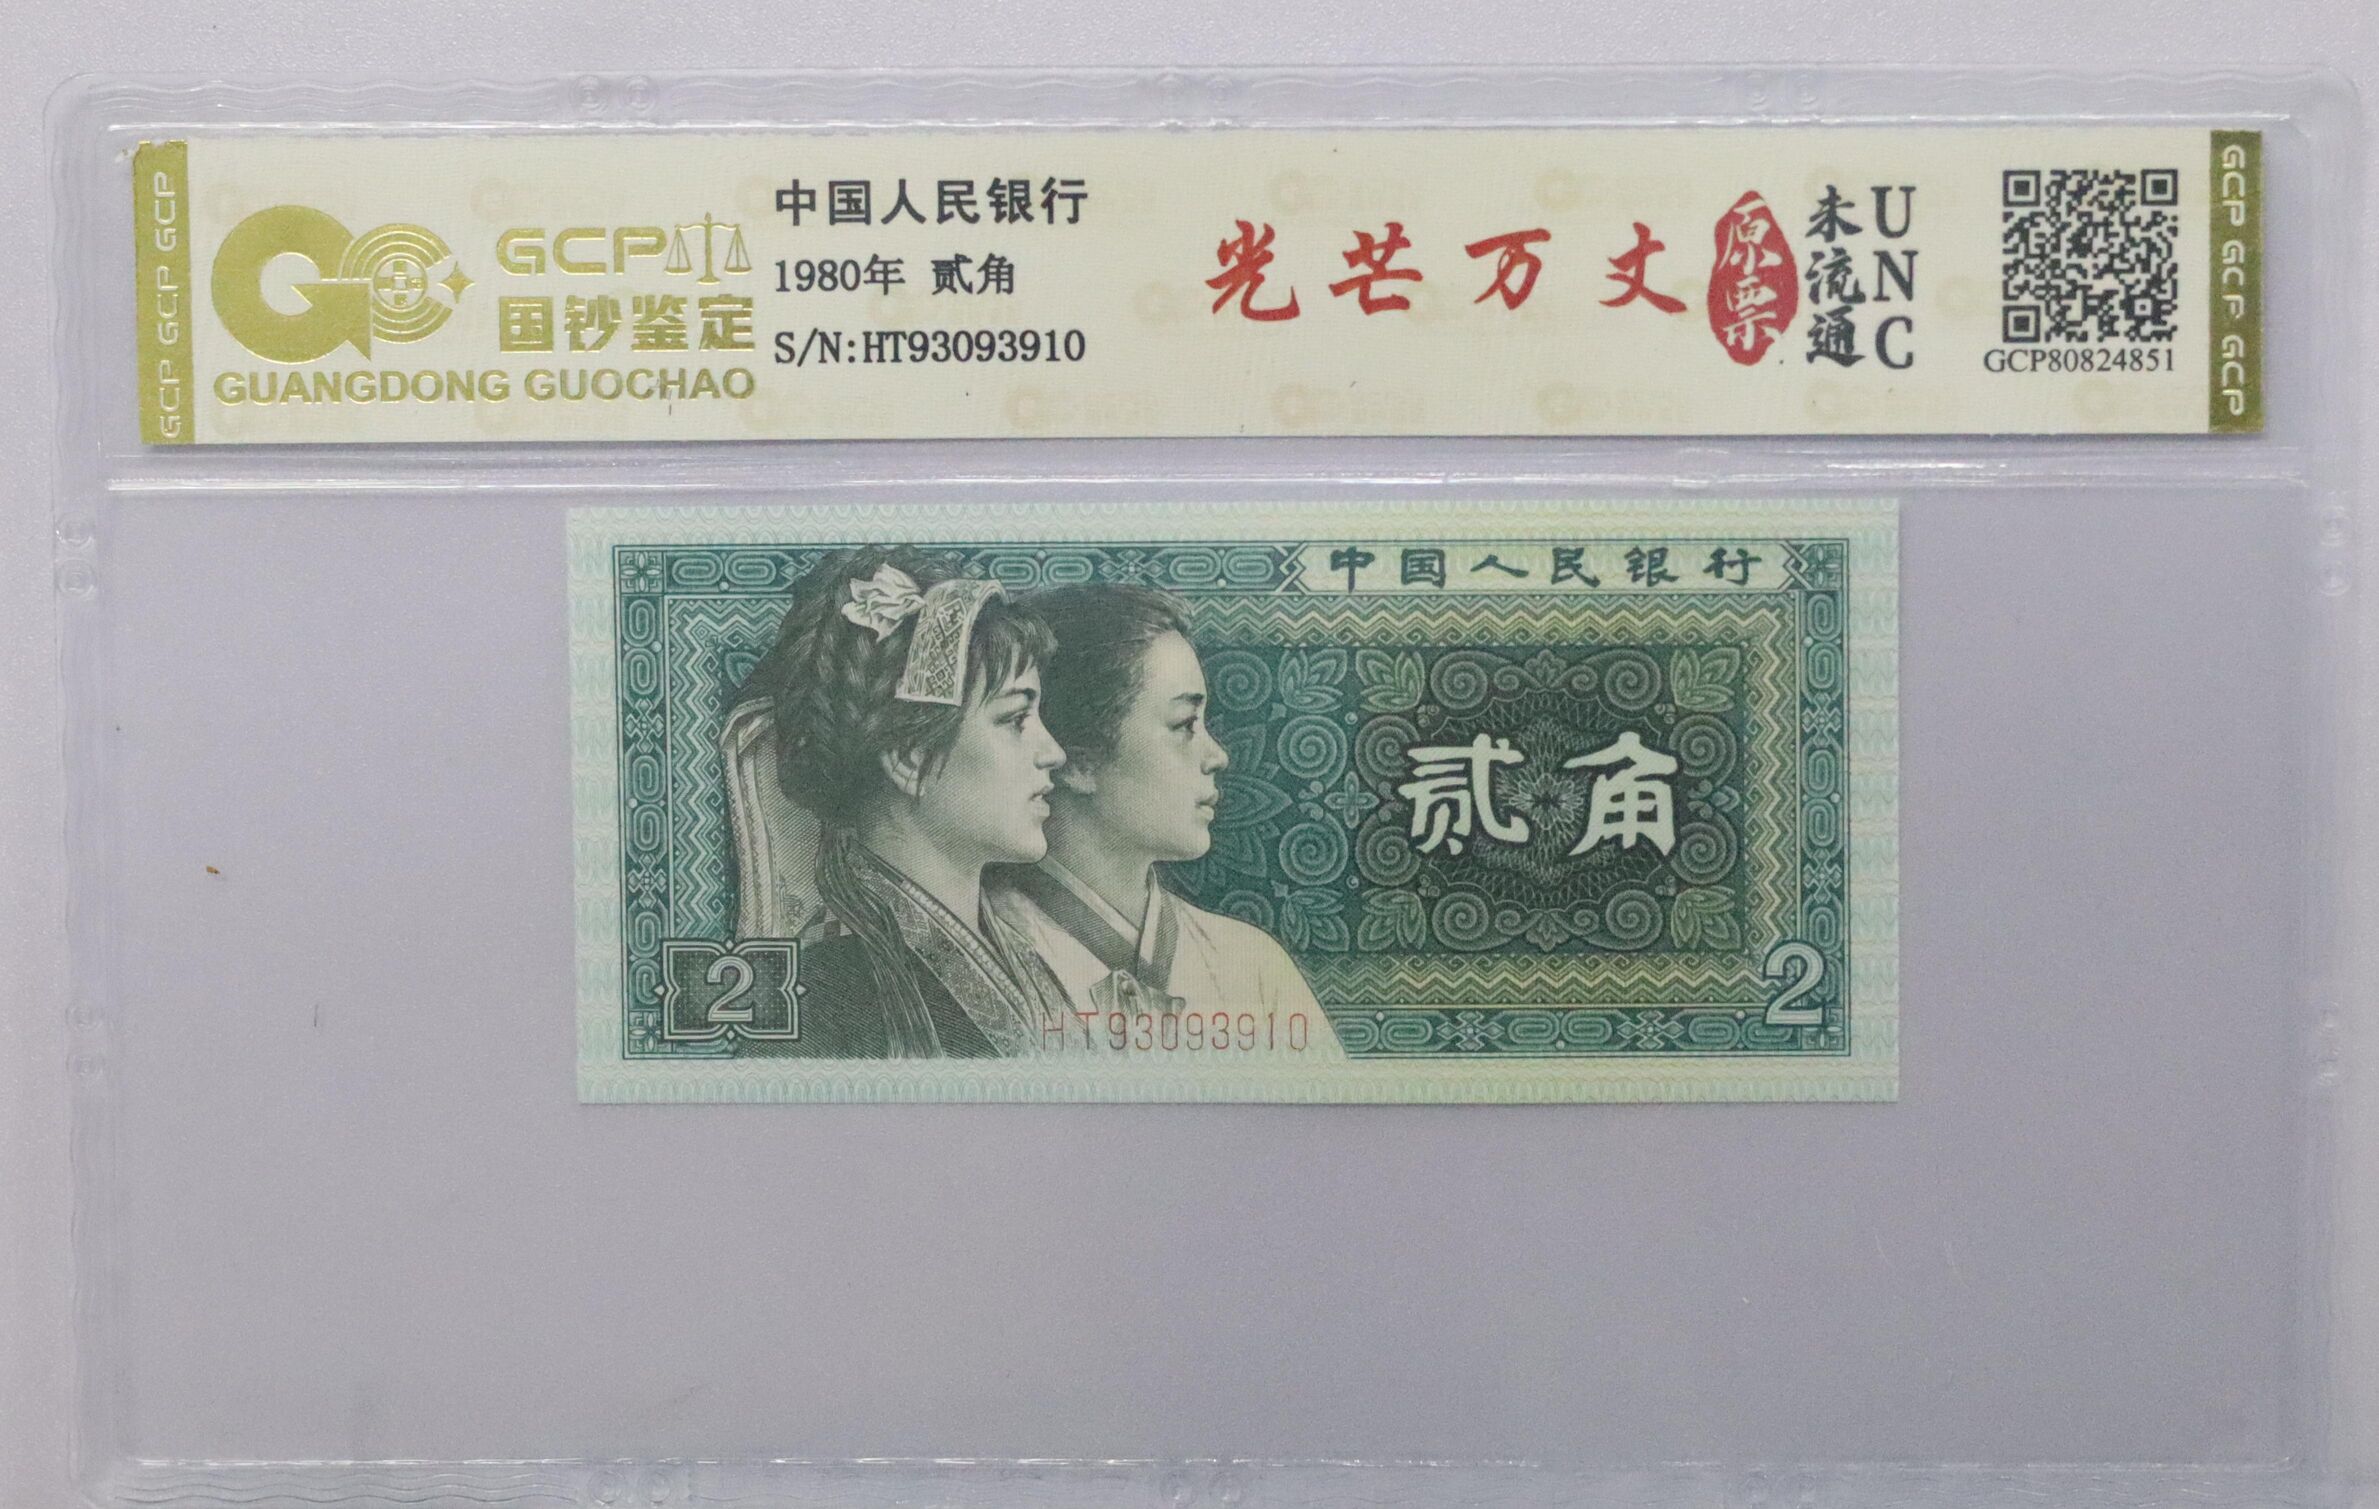 GCP GCP GCP
GCP
国钞鉴定
GUANGDONG GUOCHAO
中国人民银行
1980年 贰角
S/N:HT93093910
光芒万丈
原票
未流通
UNC
GCP80824851
GCP GCP GCP
中国人民银行
贰角
2
2
HT93093910